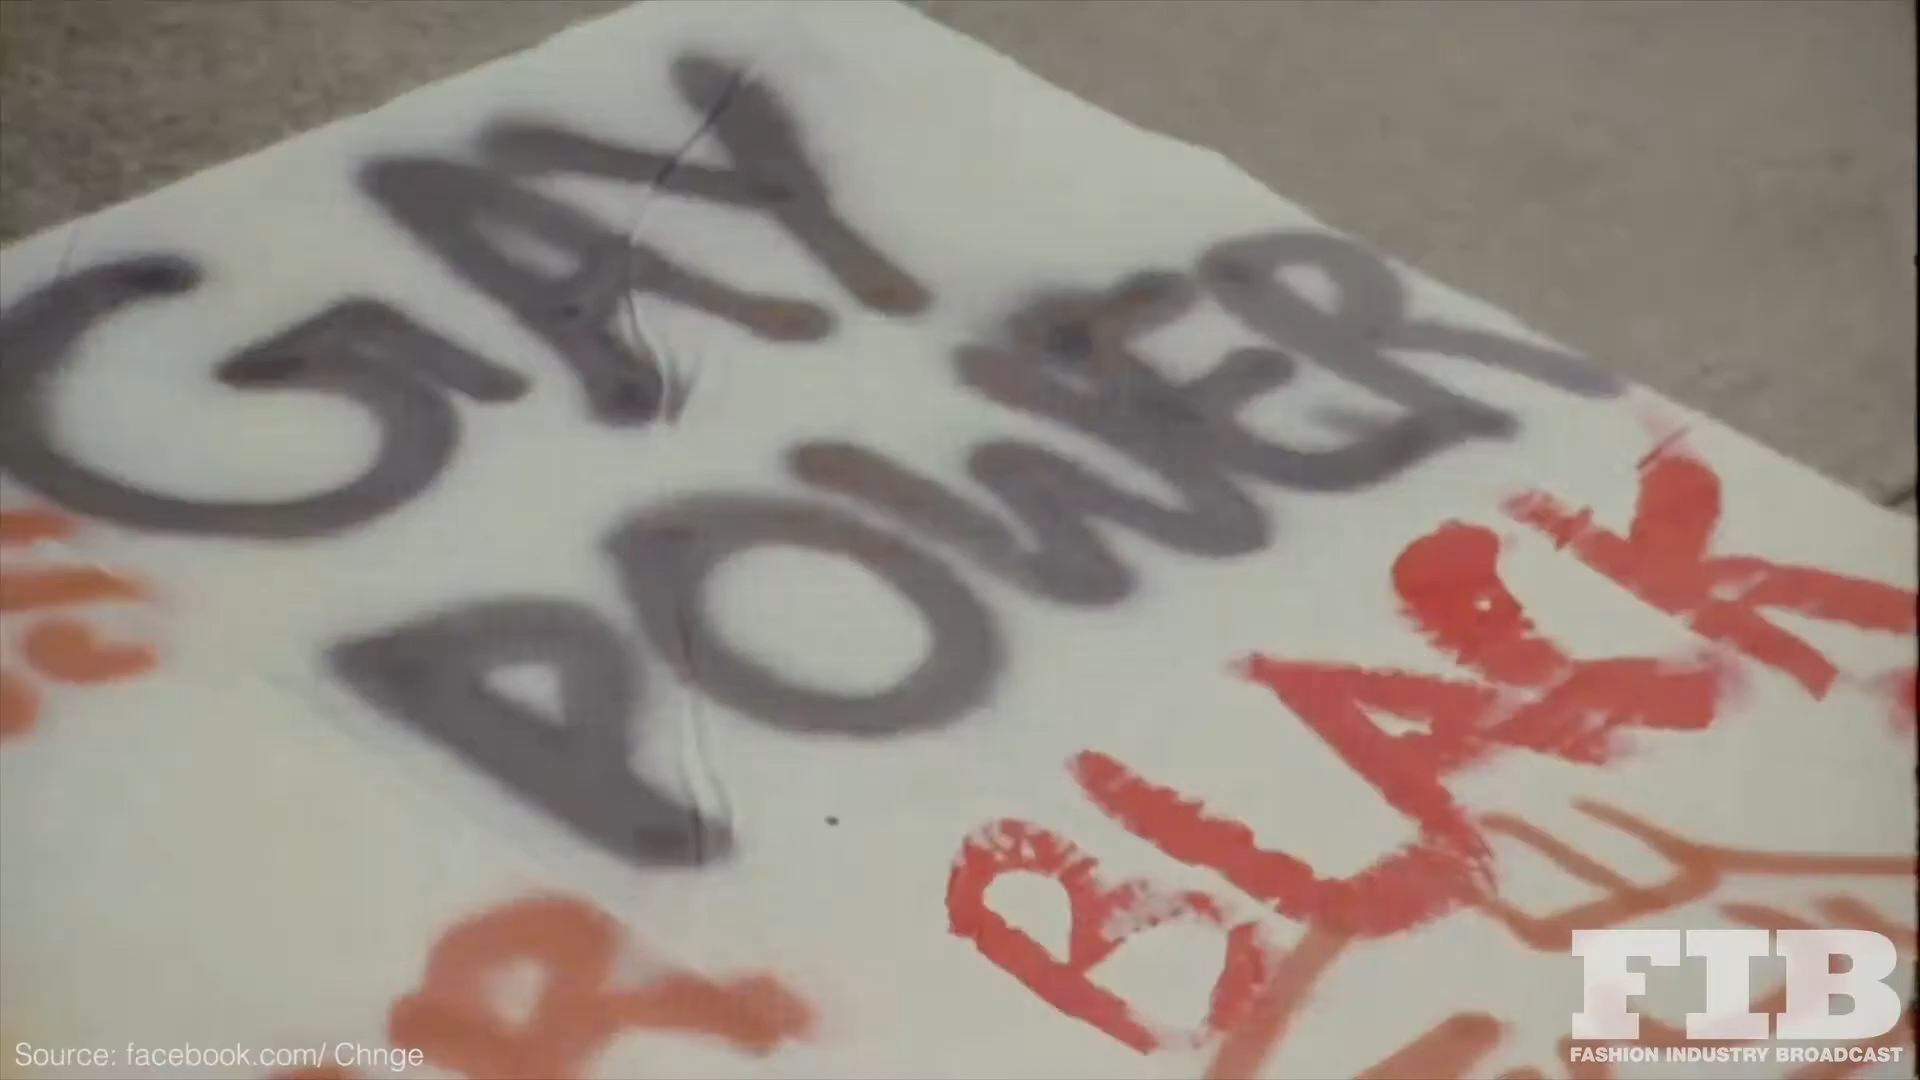 GAY
POWER
BLACK
Source: facebook.com/ Chnge
FIB
FASHION INDUSTRY BROADCAST